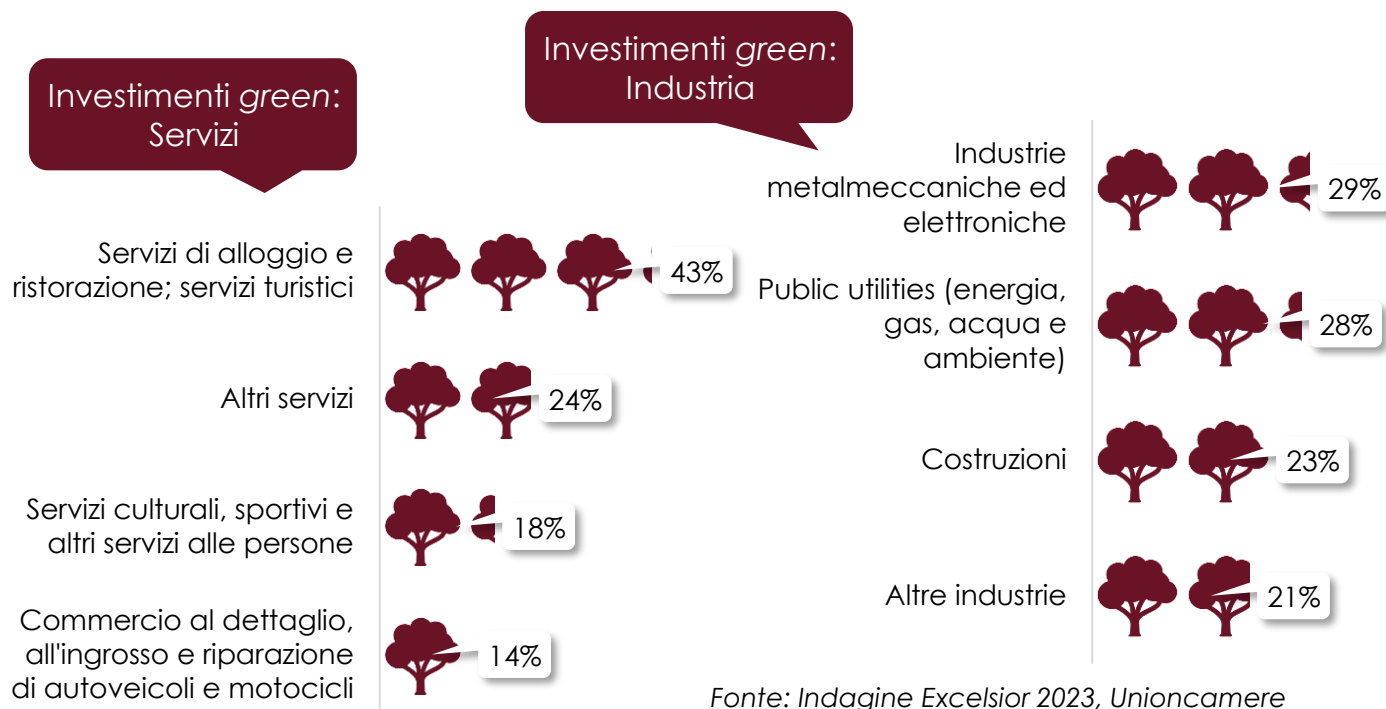 Investimenti green:
Servizi
Servizi di alloggio e
ristorazione; servizi turistici
43%
Altri servizi
24%
Servizi culturali, sportivi e
altri servizi alle persone
18%
Commercio al dettaglio,
all'ingrosso e riparazione
di autoveicoli e motocicli
14%
Investimenti green:
Industria
Industrie
metalmeccaniche ed
elettroniche
29%
Public utilities (energia,
gas, acqua e
ambiente)
28%
Costruzioni
23%
Altre industrie
21%
Fonte: Indagine Excelsior 2023, Unioncamere